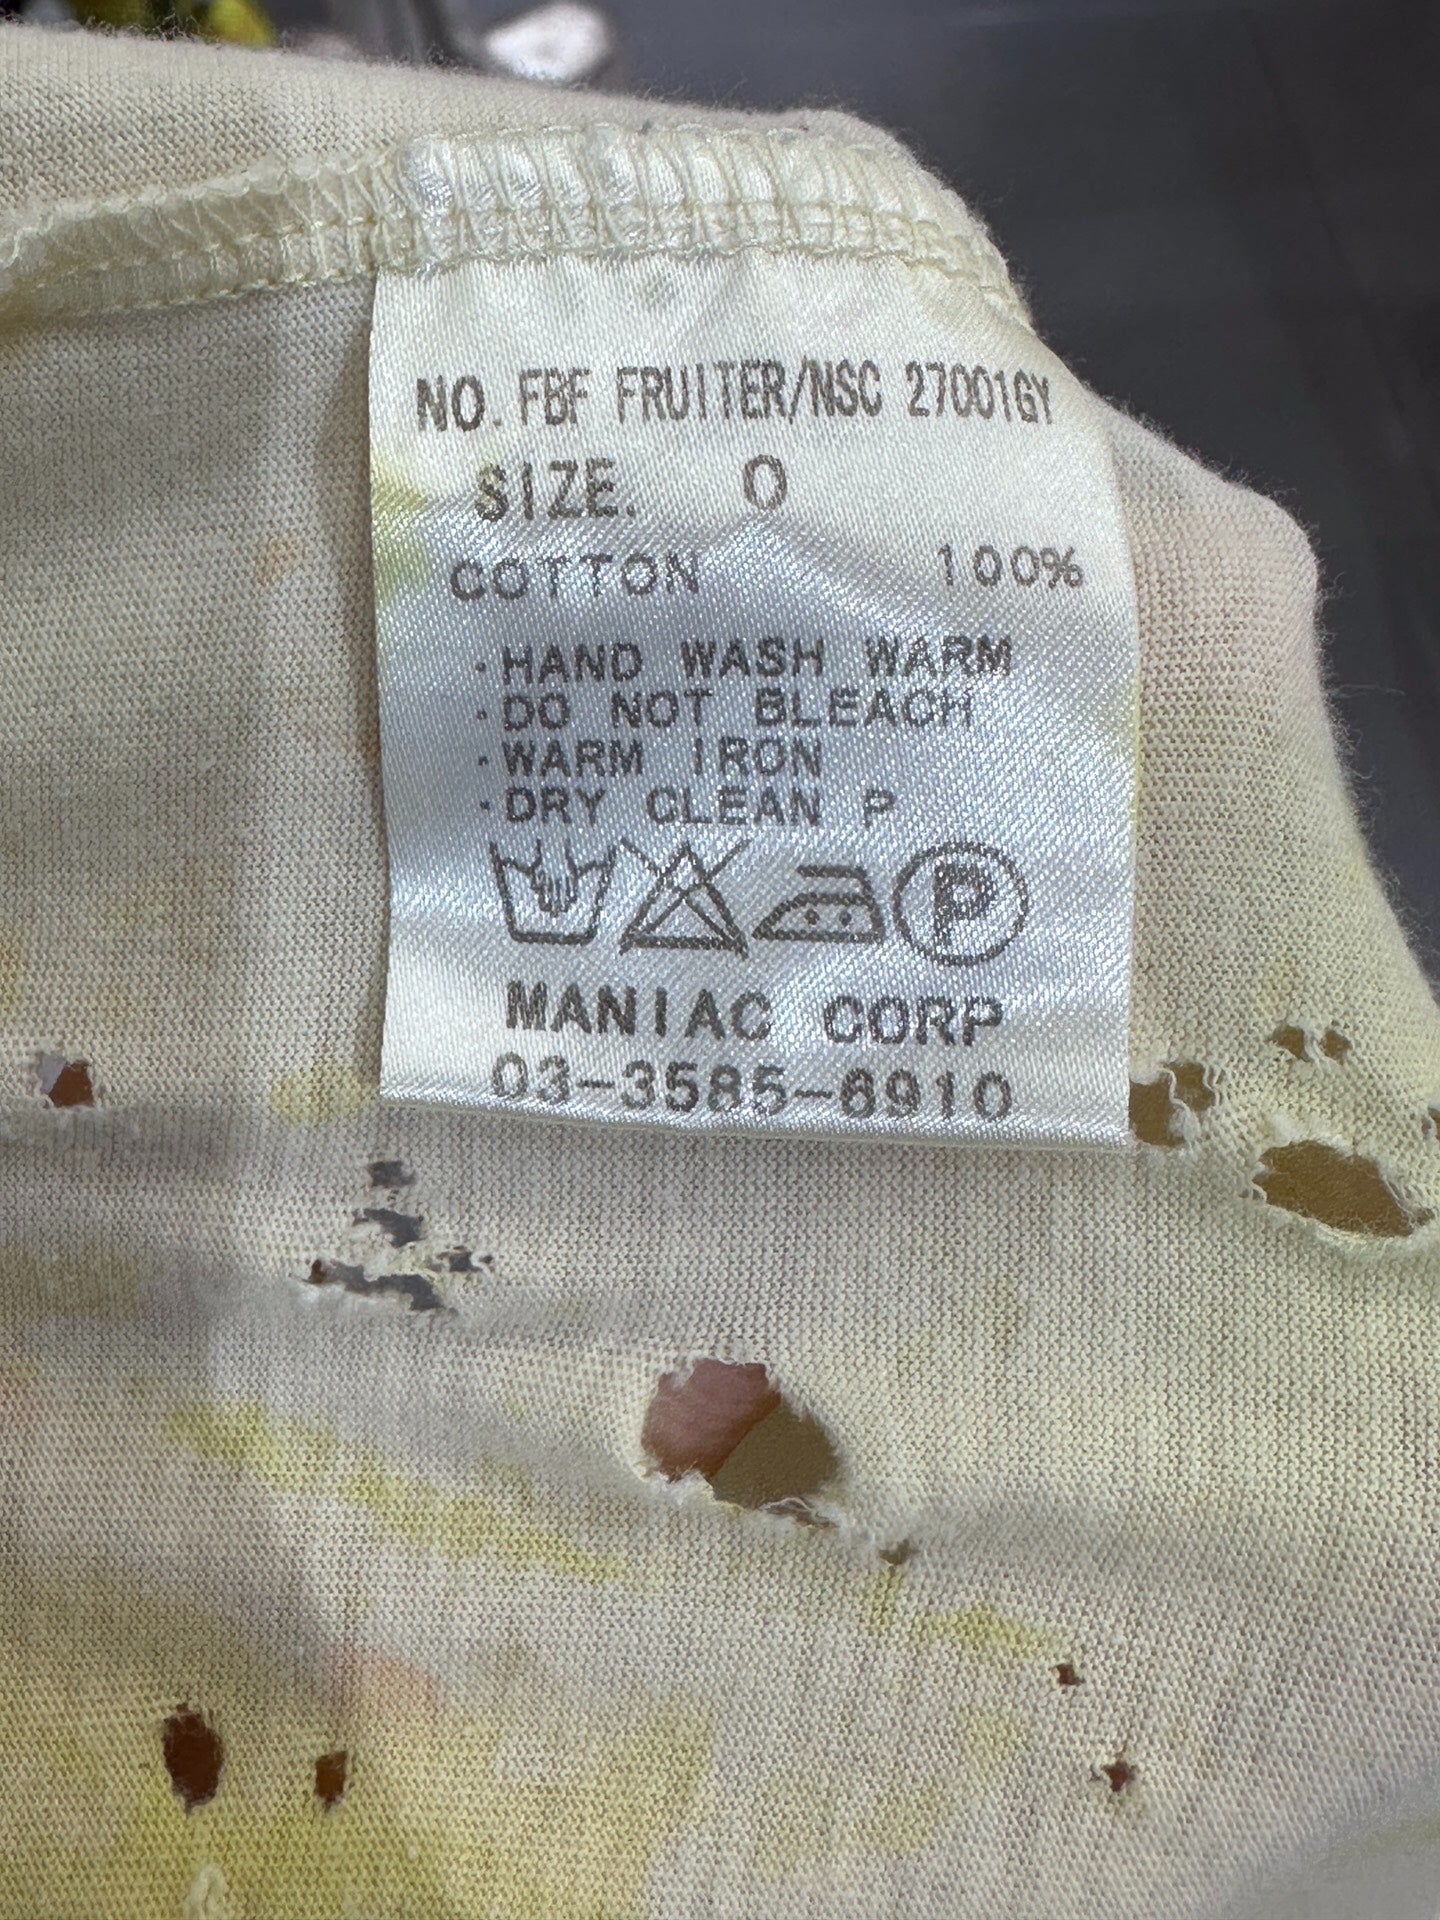 NO. FBF FRUITER/NSC 27001GY
SIZE. 0
COTTON 100%
·HAND WASH WARM
·DO NOT BLEACH
·WARM IRON
·DRY CLEAN P
P
MANIAC CORP
03-3585-6910